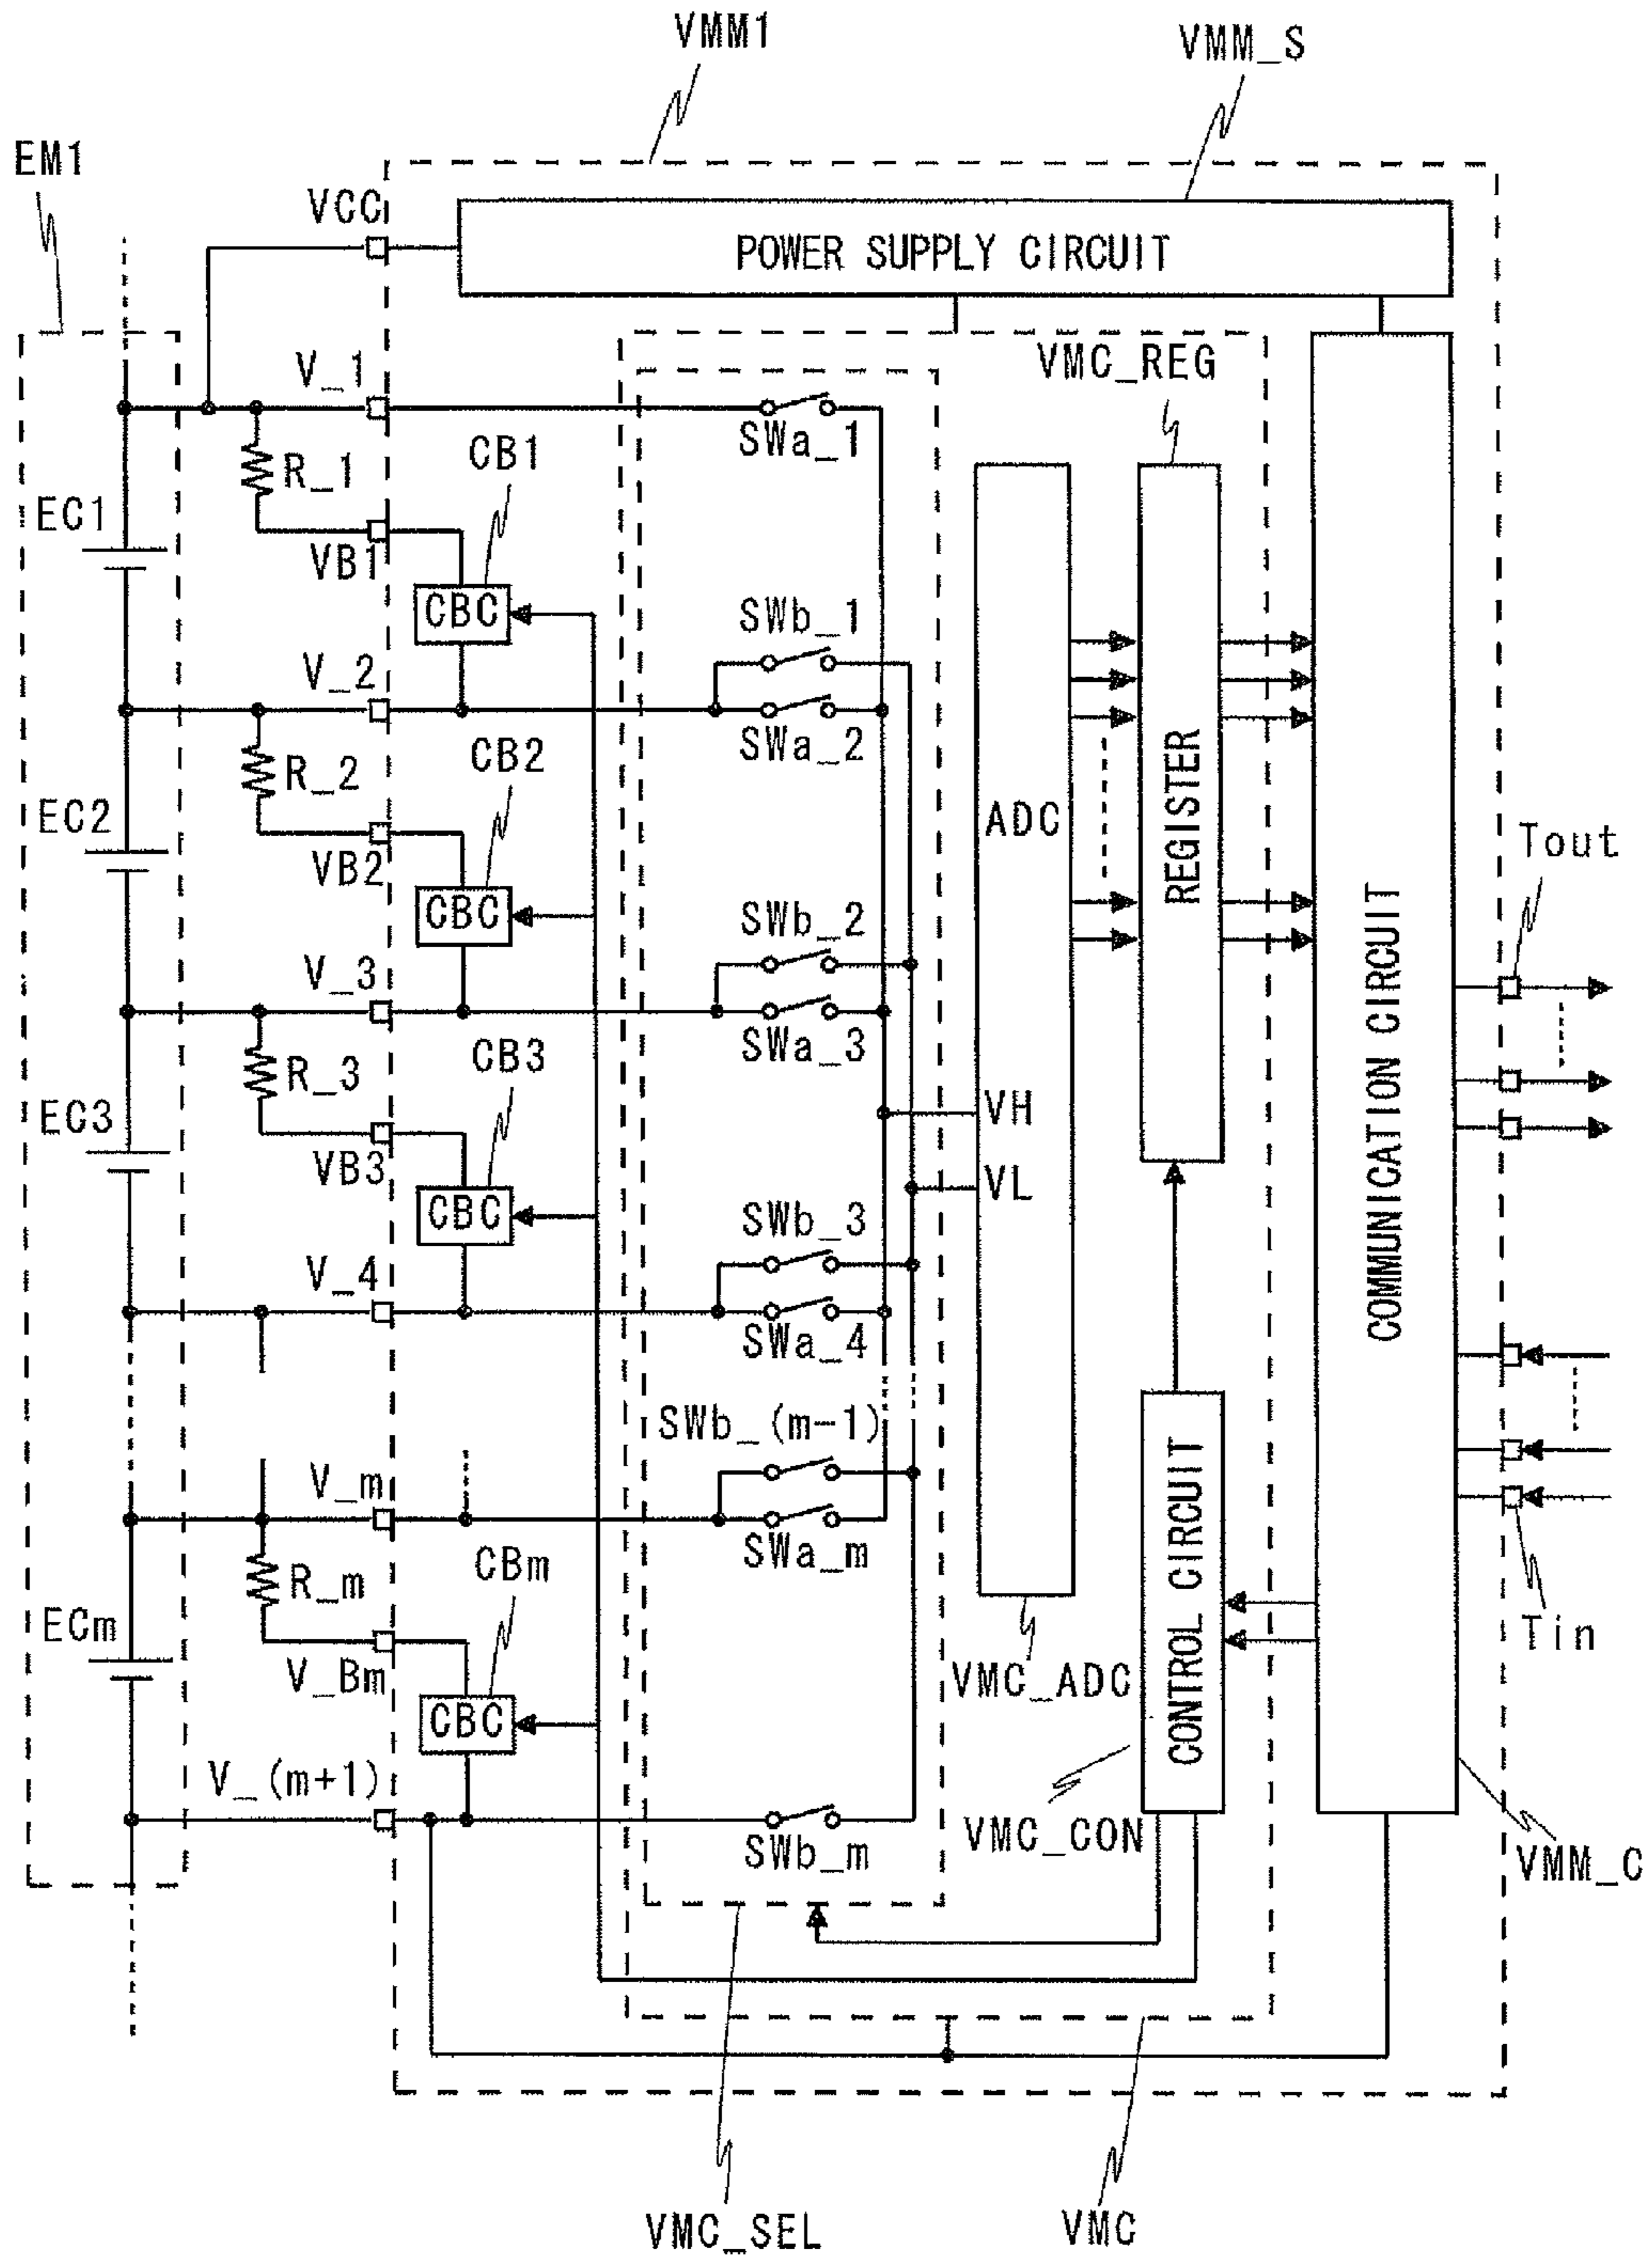 VMM1
VMM_S
EM1
VCC
POWER SUPPLY CIRCUIT
V_1
VMC_REG
SWa_1
CB1
R_1
EC1
VB1
CBC
SWb_1
V_2
SWa_2
CB2
R_2
EC2
ADC
REGISTER
Tout
VB2
CBC
SWb_2
COMMUNICATION CIRCUIT
V_3
SWa_3
CB3
R_3
EC3
VH
VB3
VL
CBC
SWb_3
V_4
SWa_4
SWb_(m-1)
V_m
CONTROL CIRCUIT
SWa_m
CBm
R_m
ECm
Tin
V_Bm
VMC_ADC
CBC
V_(m+1)
VMC_CON
SWb_m
VMM_C
VMC_SEL
VMC